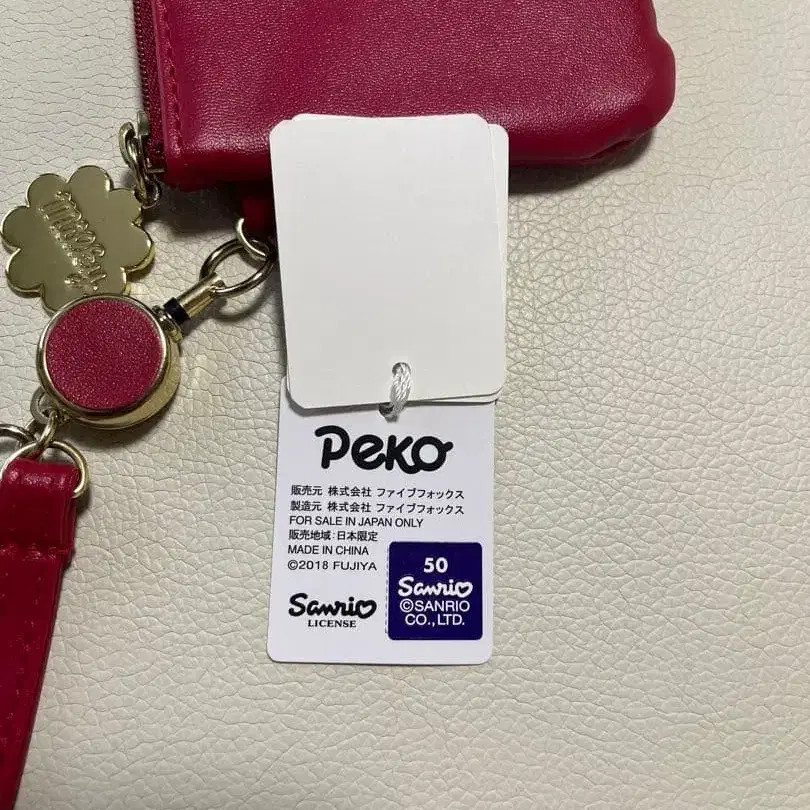 milky
Peko
販売元 株式会社 ファイブフォックス
製造元 株式会社 ファイブフォックス
FOR SALE IN JAPAN ONLY
販売地域:日本限定
MADE IN CHINA
©2018 FUJIYA
Sanrio
LICENSE
50
Sanrio
©SANRIO
CO.,LTD.